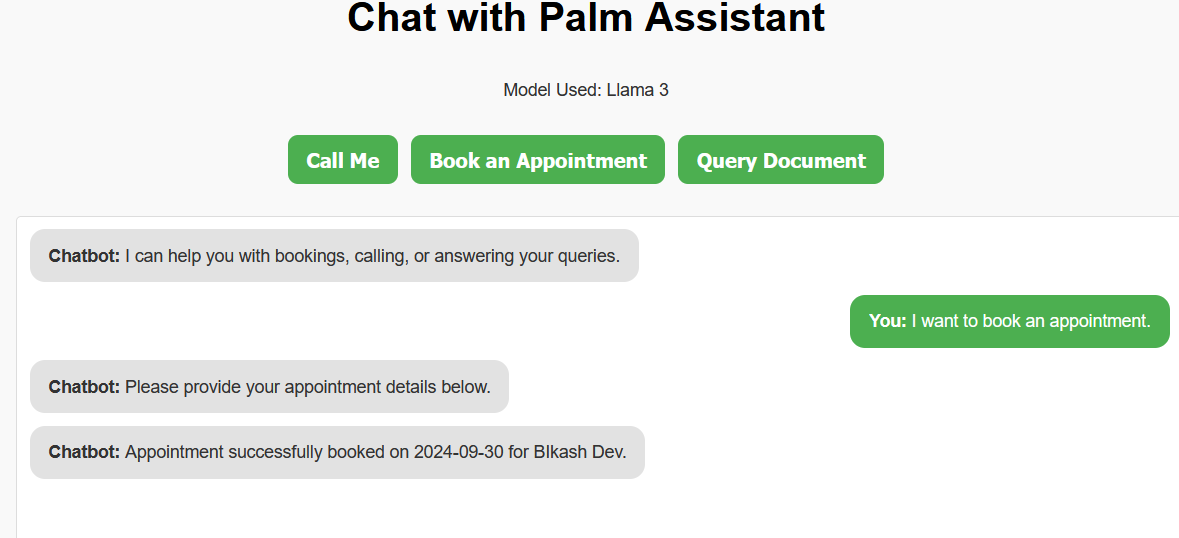 Chat with Palm Assistant
Model Used: Llama 3
Call Me
Book an Appointment
Query Document
Chatbot: I can help you with bookings, calling, or answering your queries.
You: I want to book an appointment.
Chatbot: Please provide your appointment details below.
Chatbot: Appointment successfully booked on 2024-09-30 for BIkash Dev.